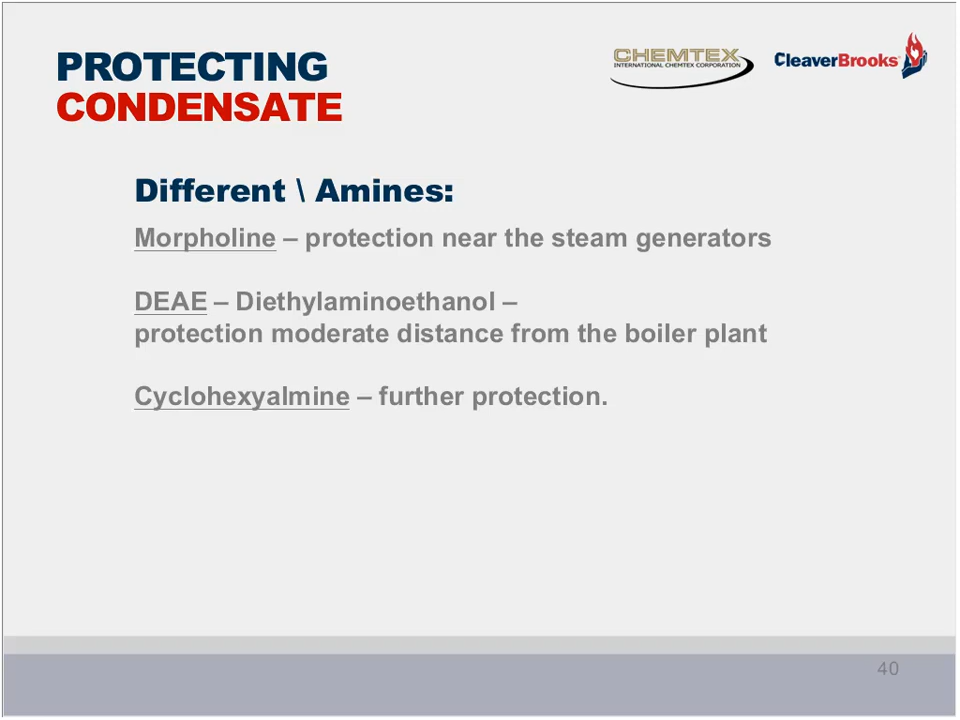 PROTECTING
CONDENSATE
CHEMTEX
INTERNATIONAL CHEMTEX CORPORATION
CleaverBrooks
Different \ Amines:
Morpholine – protection near the steam generators
DEAE – Diethylaminoethanol –
protection moderate distance from the boiler plant
Cyclohexyalmine – further protection.
40